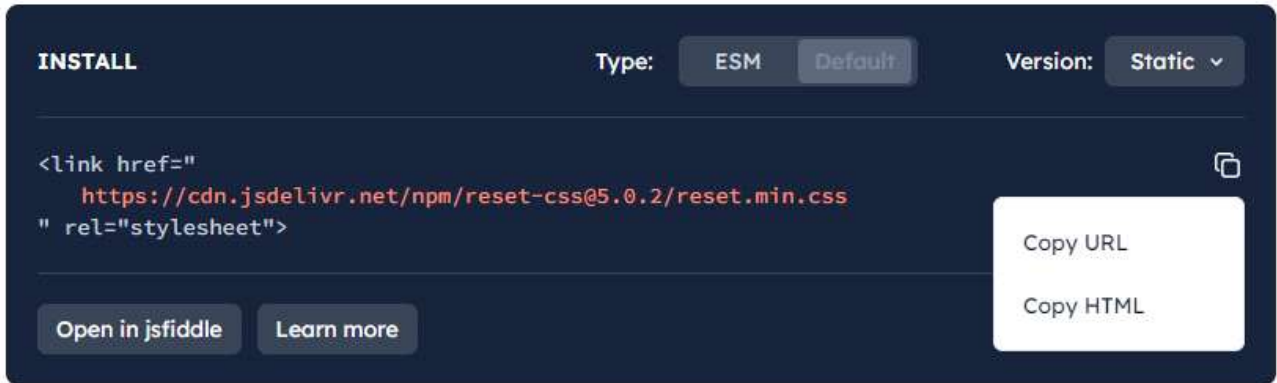 INSTALL
Type: ESM Default
Version: Static
<link href="
https://cdn.jsdelivr.net/npm/reset-css@5.0.2/reset.min.css
" rel="stylesheet">
Copy URL
Copy HTML
Open in jsfiddle
Learn more